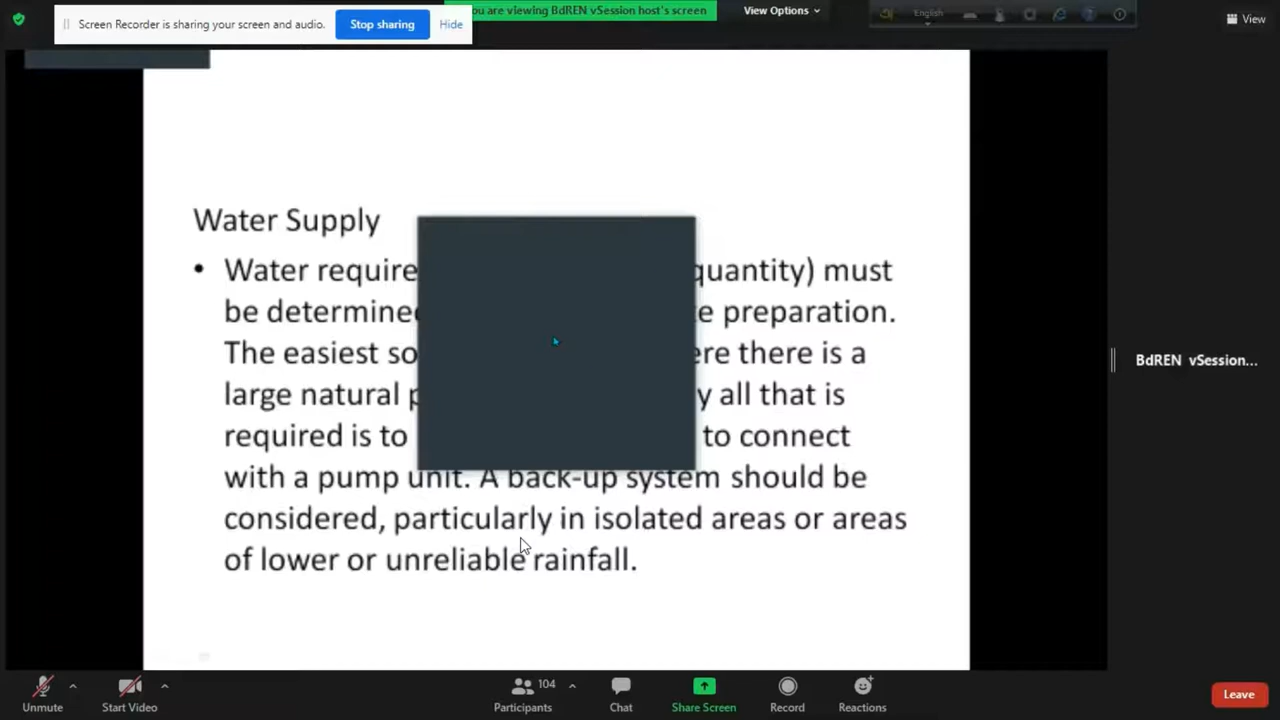 Screen Recorder is sharing your screen and audio. Stop sharing Hide
ou are viewing BdREN vSession host's screen View Options
English
View
Water Supply
• Water require quantity) must
be determine preparation.
The easiest so there is a
large natural all that is
required is to to connect
with a pump unit. A back-up system should be
considered, particularly in isolated areas or areas
of lower or unreliable rainfall.
BdREN vSession...
Unmute Start Video 104 Participants Chat Share Screen Record Reactions Leave